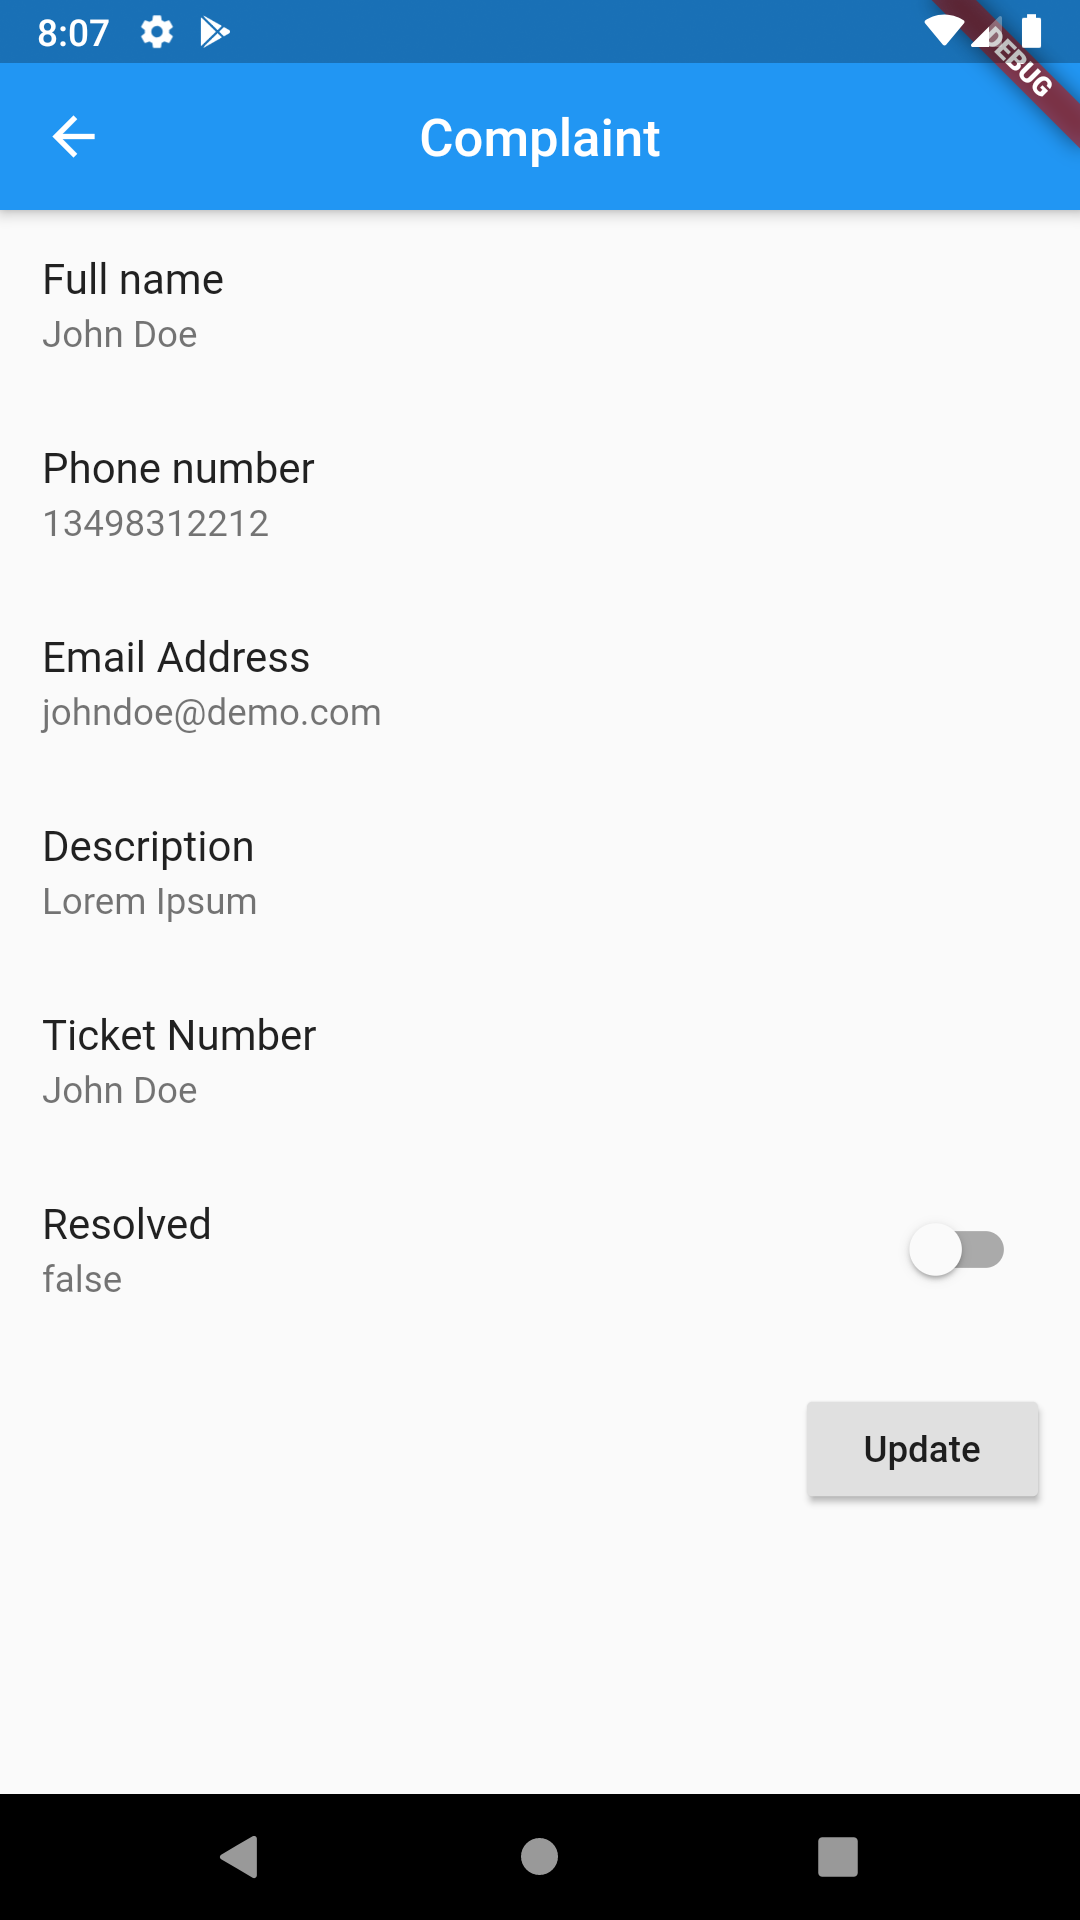 8:07
DEBUG
Complaint
Full name
John Doe
Phone number
13498312212
Email Address
johndoe@demo.com
Description
Lorem Ipsum
Ticket Number
John Doe
Resolved
false
Update